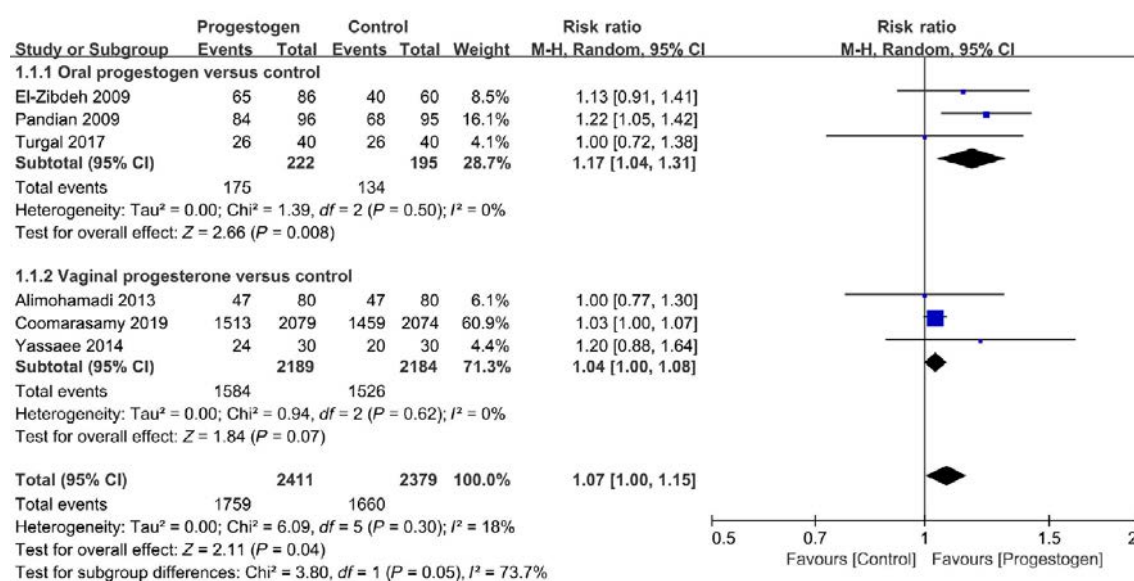 Progestogen Control Risk ratio Risk ratio
Study or Subgroup Events Total Events Total Weight M-H, Random, 95% CI M-H, Random, 95% CI
1.1.1 Oral progestogen versus control
El-Zibdeh 2009 65 86 40 60 8.5% 1.13 [0.91, 1.41]
Pandian 2009 84 96 68 95 16.1% 1.22 [1.05, 1.42]
Turgal 2017 26 40 26 40 4.1% 1.00 [0.72, 1.38]
Subtotal (95% CI) 222 195 28.7% 1.17 [1.04, 1.31]
Total events 175 134
Heterogeneity: Tau² = 0.00; Chi² = 1.39, df = 2 (P = 0.50); I² = 0%
Test for overall effect: Z = 2.66 (P = 0.008)
1.1.2 Vaginal progesterone versus control
Alimohamadi 2013 47 80 47 80 6.1% 1.00 [0.77, 1.30]
Coomarasamy 2019 1513 2079 1459 2074 60.9% 1.03 [1.00, 1.07]
Yassaee 2014 24 30 20 30 4.4% 1.20 [0.88, 1.64]
Subtotal (95% CI) 2189 2184 71.3% 1.04 [1.00, 1.08]
Total events 1584 1526
Heterogeneity: Tau² = 0.00; Chi² = 0.94, df = 2 (P = 0.62); I² = 0%
Test for overall effect: Z = 1.84 (P = 0.07)
Total (95% CI) 2411 2379 100.0% 1.07 [1.00, 1.15]
Total events 1759 1660
Heterogeneity: Tau² = 0.00; Chi² = 6.09, df = 5 (P = 0.30); I² = 18%
Test for overall effect: Z = 2.11 (P = 0.04)
Test for subgroup differences: Chi² = 3.80, df = 1 (P = 0.05), I² = 73.7%
0.5 0.7 1 1.5 2
Favours [Control] Favours [Progestogen]